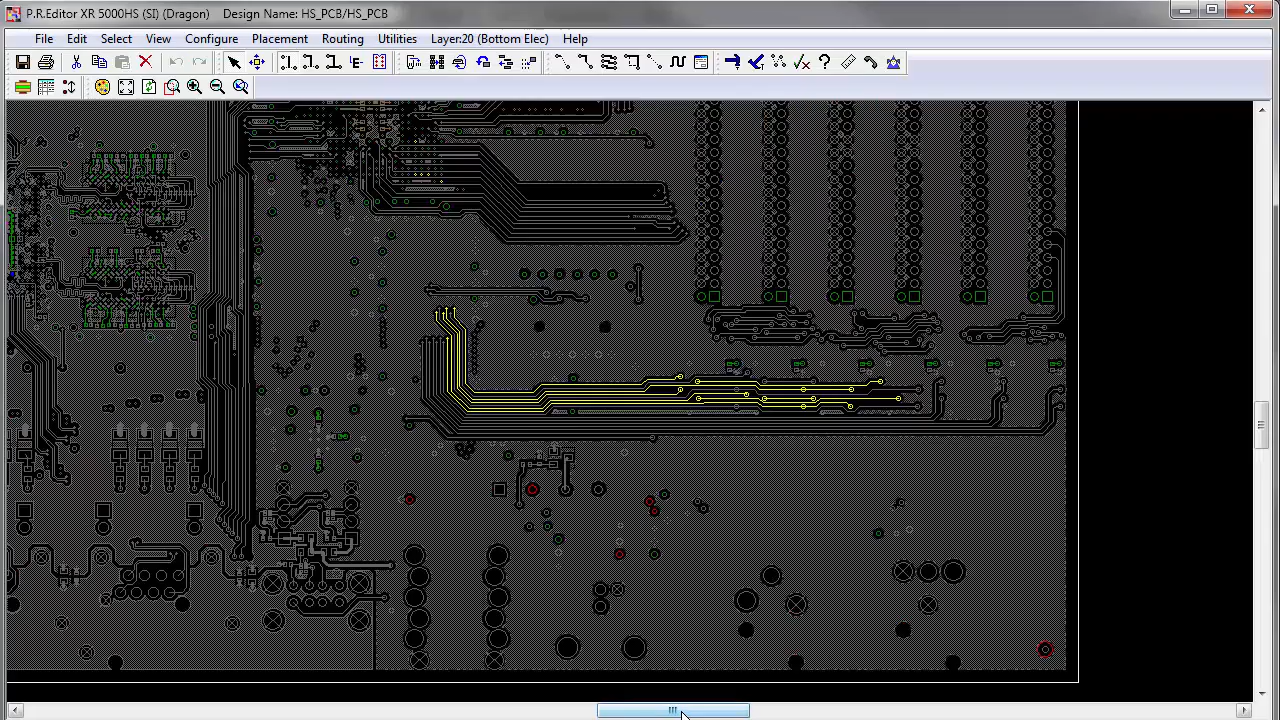 P.R.Editor XR 5000HS (SI) (Dragon) Design Name: HS_PCB/HS_PCB
File Edit Select View Configure Placement Routing Utilities Layer:20 (Bottom Elec) Help